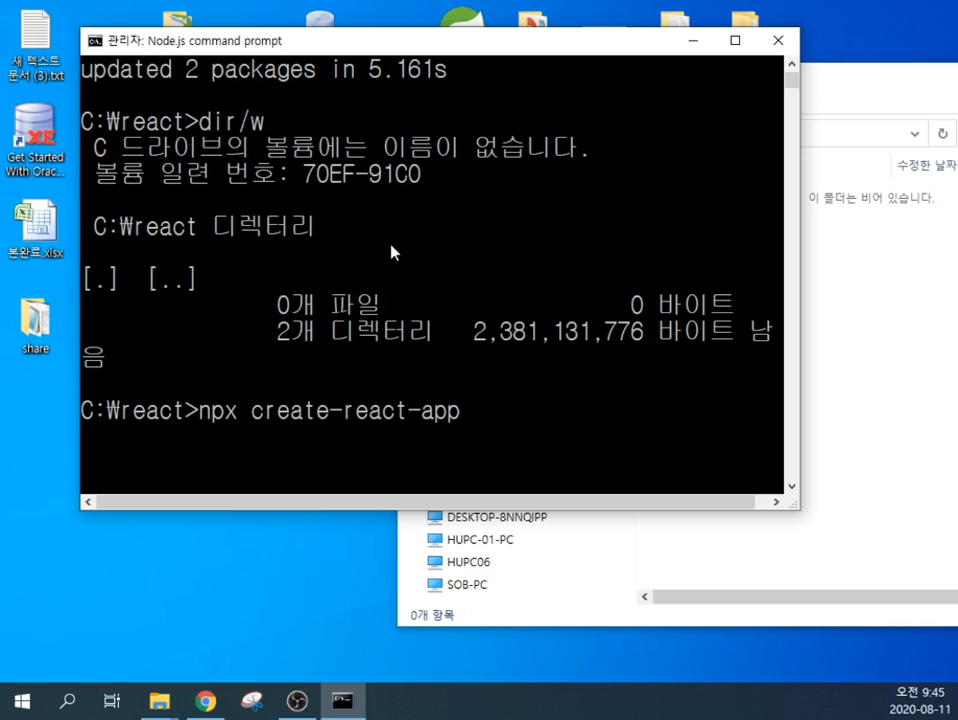 새 텍스트
문서 (3).txt
Get Started
With Orac...
본완료.xlsx
share
관리자: Node.js command prompt
updated 2 packages in 5.161s
C:\react>dir/w
C 드라이브의 볼륨에는 이름이 없습니다.
볼륨 일련 번호: 70EF-91C0
C:\react 디렉터리
[.] [..]
0개 파일 0 바이트
2개 디렉터리 2,381,131,776 바이트 남
음
C:\react>npx create-react-app
수정한 날짜
이 폴더는 비어 있습니다.
DESKTOP-8NNQIPP
HUPC-01-PC
HUPC06
SOB-PC
0개 항목
오전 9:45
2020-08-11